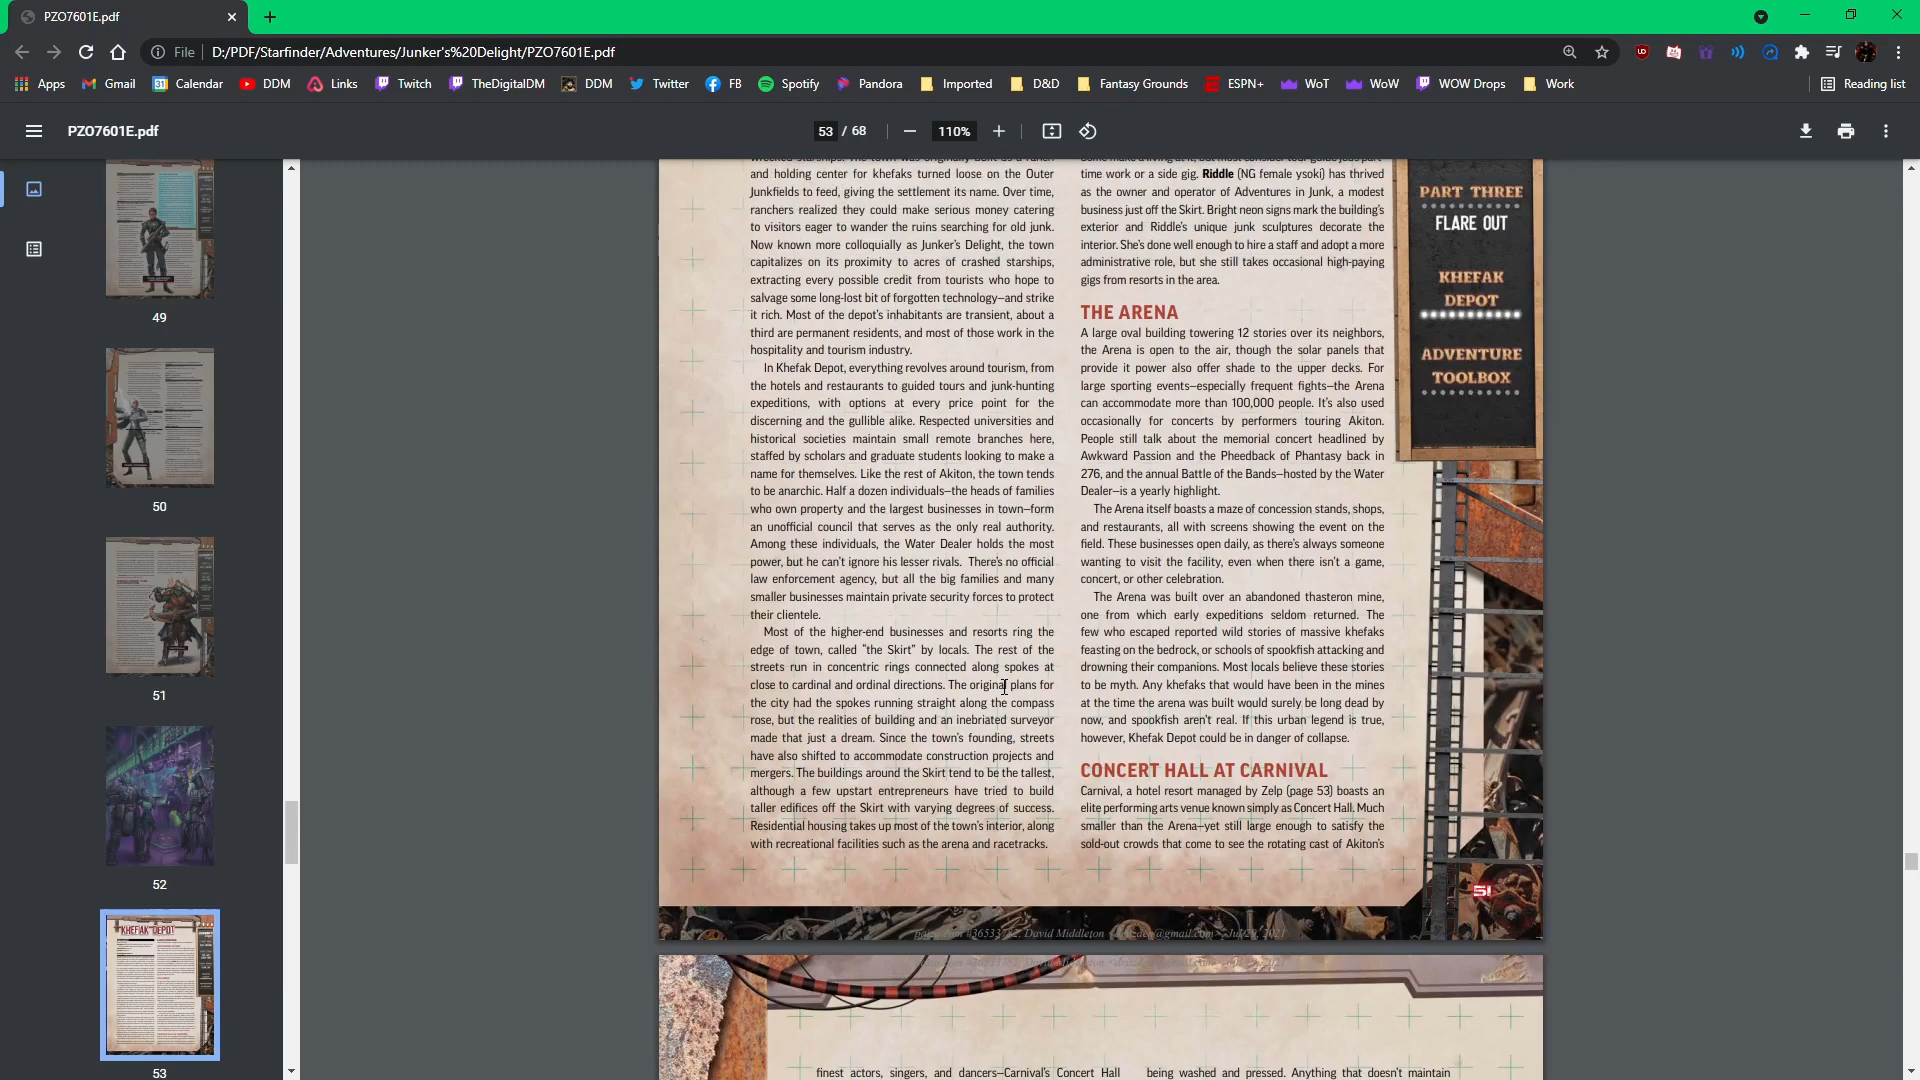 PZO7601E.pdf
File
D:/PDF/Starfinder/Adventures/Junker's%20Delight/PZO7601E.pdf
Apps
Gmail
31
Calendar
DDM
Links
Twitch
TheDigitalDM
DDM
Twitter
FB
Spotify
Pandora
Imported
D&D
Fantasy Grounds
ESPN+
WoT
WoW
WOW Drops
Work
Reading list
PZO7601E.pdf
53 / 68
110%
49
50
51
52
KHEFAK DEPOT
53
wrecked starships. The town was originally built as a ranch
and holding center for khefaks turned loose on the Outer
Junkfields to feed, giving the settlement its name. Over time,
ranchers realized they could make serious money catering
to visitors eager to wander the ruins searching for old junk.
Now known more colloquially as Junker's Delight, the town
capitalizes on its proximity to acres of crashed starships,
extracting every possible credit from tourists who hope to
salvage some long-lost bit of forgotten technology—and strike
it rich. Most of the depot's inhabitants are transient, about a
third are permanent residents, and most of those work in the
hospitality and tourism industry.
In Khefak Depot, everything revolves around tourism, from
the hotels and restaurants to guided tours and junk-hunting
expeditions, with options at every price point for the
discerning and the gullible alike. Respected universities and
historical societies maintain small remote branches here,
staffed by scholars and graduate students looking to make a
name for themselves. Like the rest of Akiton, the town tends
to be anarchic. Half a dozen individuals—the heads of families
who own property and the largest businesses in town—form
an unofficial council that serves as the only real authority.
Among these individuals, the Water Dealer holds the most
power, but he can't ignore his lesser rivals. There's no official
law enforcement agency, but all the big families and many
smaller businesses maintain private security forces to protect
their clientele.
Most of the higher-end businesses and resorts ring the
edge of town, called "the Skirt" by locals. The rest of the
streets run in concentric rings connected along spokes at
close to cardinal and ordinal directions. The original plans for
the city had the spokes running straight along the compass
rose, but the realities of building and an inebriated surveyor
made that just a dream. Since the town's founding, streets
have also shifted to accommodate construction projects and
mergers. The buildings around the Skirt tend to be the tallest,
although a few upstart entrepreneurs have tried to build
taller edifices off the Skirt with varying degrees of success.
Residential housing takes up most of the town's interior, along
with recreational facilities such as the arena and racetracks.
some make a living at it, but most consider tour guide jobs part-
time work or a side gig. Riddle (NG female ysoki) has thrived
as the owner and operator of Adventures in Junk, a modest
business just off the Skirt. Bright neon signs mark the building's
exterior and Riddle's unique junk sculptures decorate the
interior. She's done well enough to hire a staff and adopt a more
administrative role, but she still takes occasional high-paying
gigs from resorts in the area.
THE ARENA
A large oval building towering 12 stories over its neighbors,
the Arena is open to the air, though the solar panels that
provide it power also offer shade to the upper decks. For
large sporting events—especially frequent fights—the Arena
can accommodate more than 100,000 people. It's also used
occasionally for concerts by performers touring Akiton.
People still talk about the memorial concert headlined by
Awkward Passion and the Pheedback of Phantasy back in
276, and the annual Battle of the Bands—hosted by the Water
Dealer—is a yearly highlight.
The Arena itself boasts a maze of concession stands, shops,
and restaurants, all with screens showing the event on the
field. These businesses open daily, as there's always someone
wanting to visit the facility, even when there isn't a game,
concert, or other celebration.
The Arena was built over an abandoned thasteron mine,
one from which early expeditions seldom returned. The
few who escaped reported wild stories of massive khefaks
feasting on the bedrock, or schools of spookfish attacking and
drowning their companions. Most locals believe these stories
to be myth. Any khefaks that would have been in the mines
at the time the arena was built would surely be long dead by
now, and spookfish aren't real. If this urban legend is true,
however, Khefak Depot could be in danger of collapse.
CONCERT HALL AT CARNIVAL
Carnival, a hotel resort managed by Zelp (page 53) boasts an
elite performing arts venue known simply as Concert Hall. Much
smaller than the Arena—yet still large enough to satisfy the
sold-out crowds that come to see the rotating cast of Akiton's
PART THREE
FLARE OUT
KHEFAK
DEPOT
ADVENTURE
TOOLBOX
51
#36533782, David Middleton
2021
finest actors, singers, and dancers—Carnival's Concert Hall
being washed and pressed. Anything that doesn't maintain